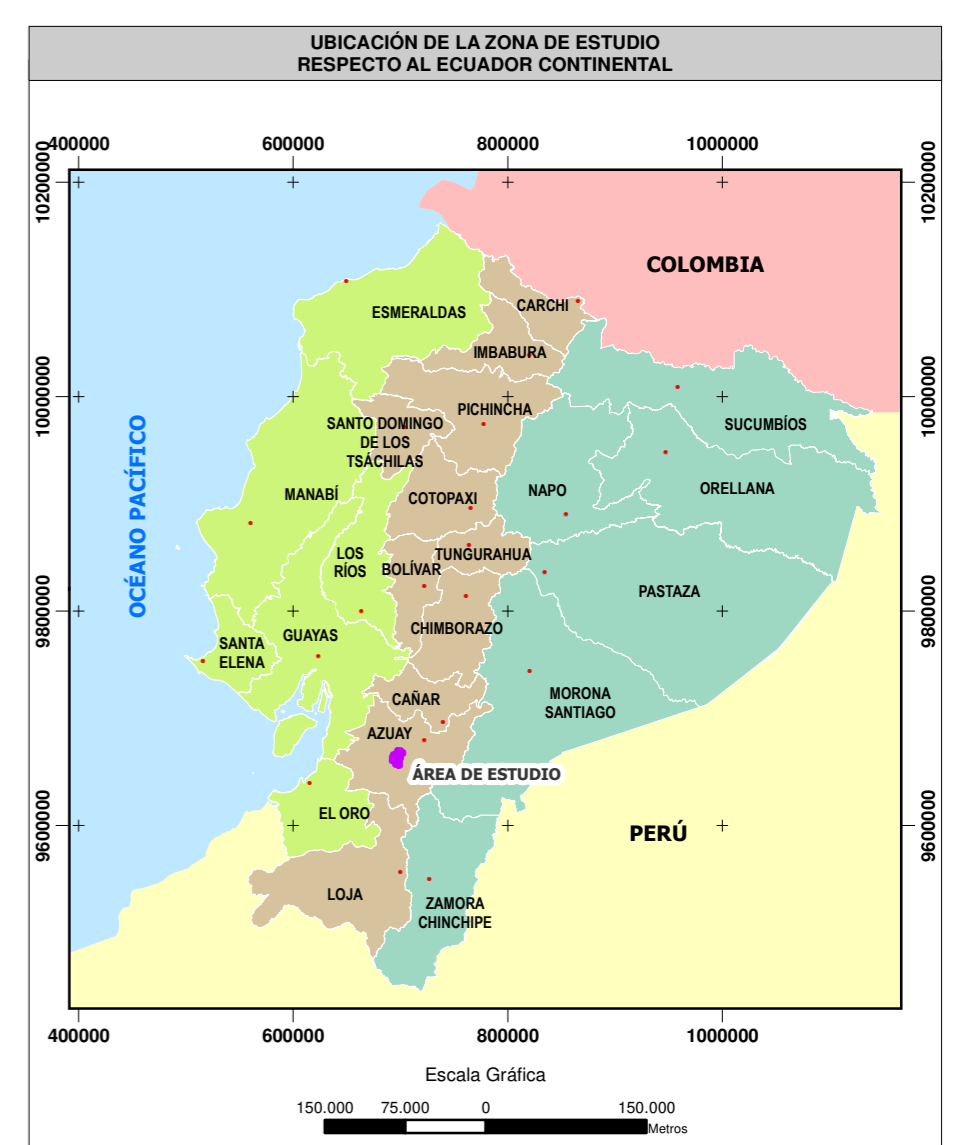 UBICACIÓN DE LA ZONA DE ESTUDIO
RESPECTO AL ECUADOR CONTINENTAL
400000 600000 800000 1000000
10200000 10200000
COLOMBIA
CARCHI
ESMERALDAS
IMBABURA
10000000 10000000
PICHINCHA
SANTO DOMINGO
DE LOS
TSÁCHILAS
SUCUMBÍOS
OCÉANO PACÍFICO
MANABÍ
COTOPAXI
NAPO
ORELLANA
LOS
RÍOS
TUNGURAHUA
BOLÍVAR
PASTAZA
9800000 9800000
CHIMBORAZO
GUAYAS
SANTA
ELENA
MORONA
SANTIAGO
CAÑAR
AZUAY
ÁREA DE ESTUDIO
EL ORO
9600000 9600000
PERÚ
LOJA
ZAMORA
CHINCHIPE
400000 600000 800000 1000000
Escala Gráfica
150.000 75.000 0 150.000
Metros